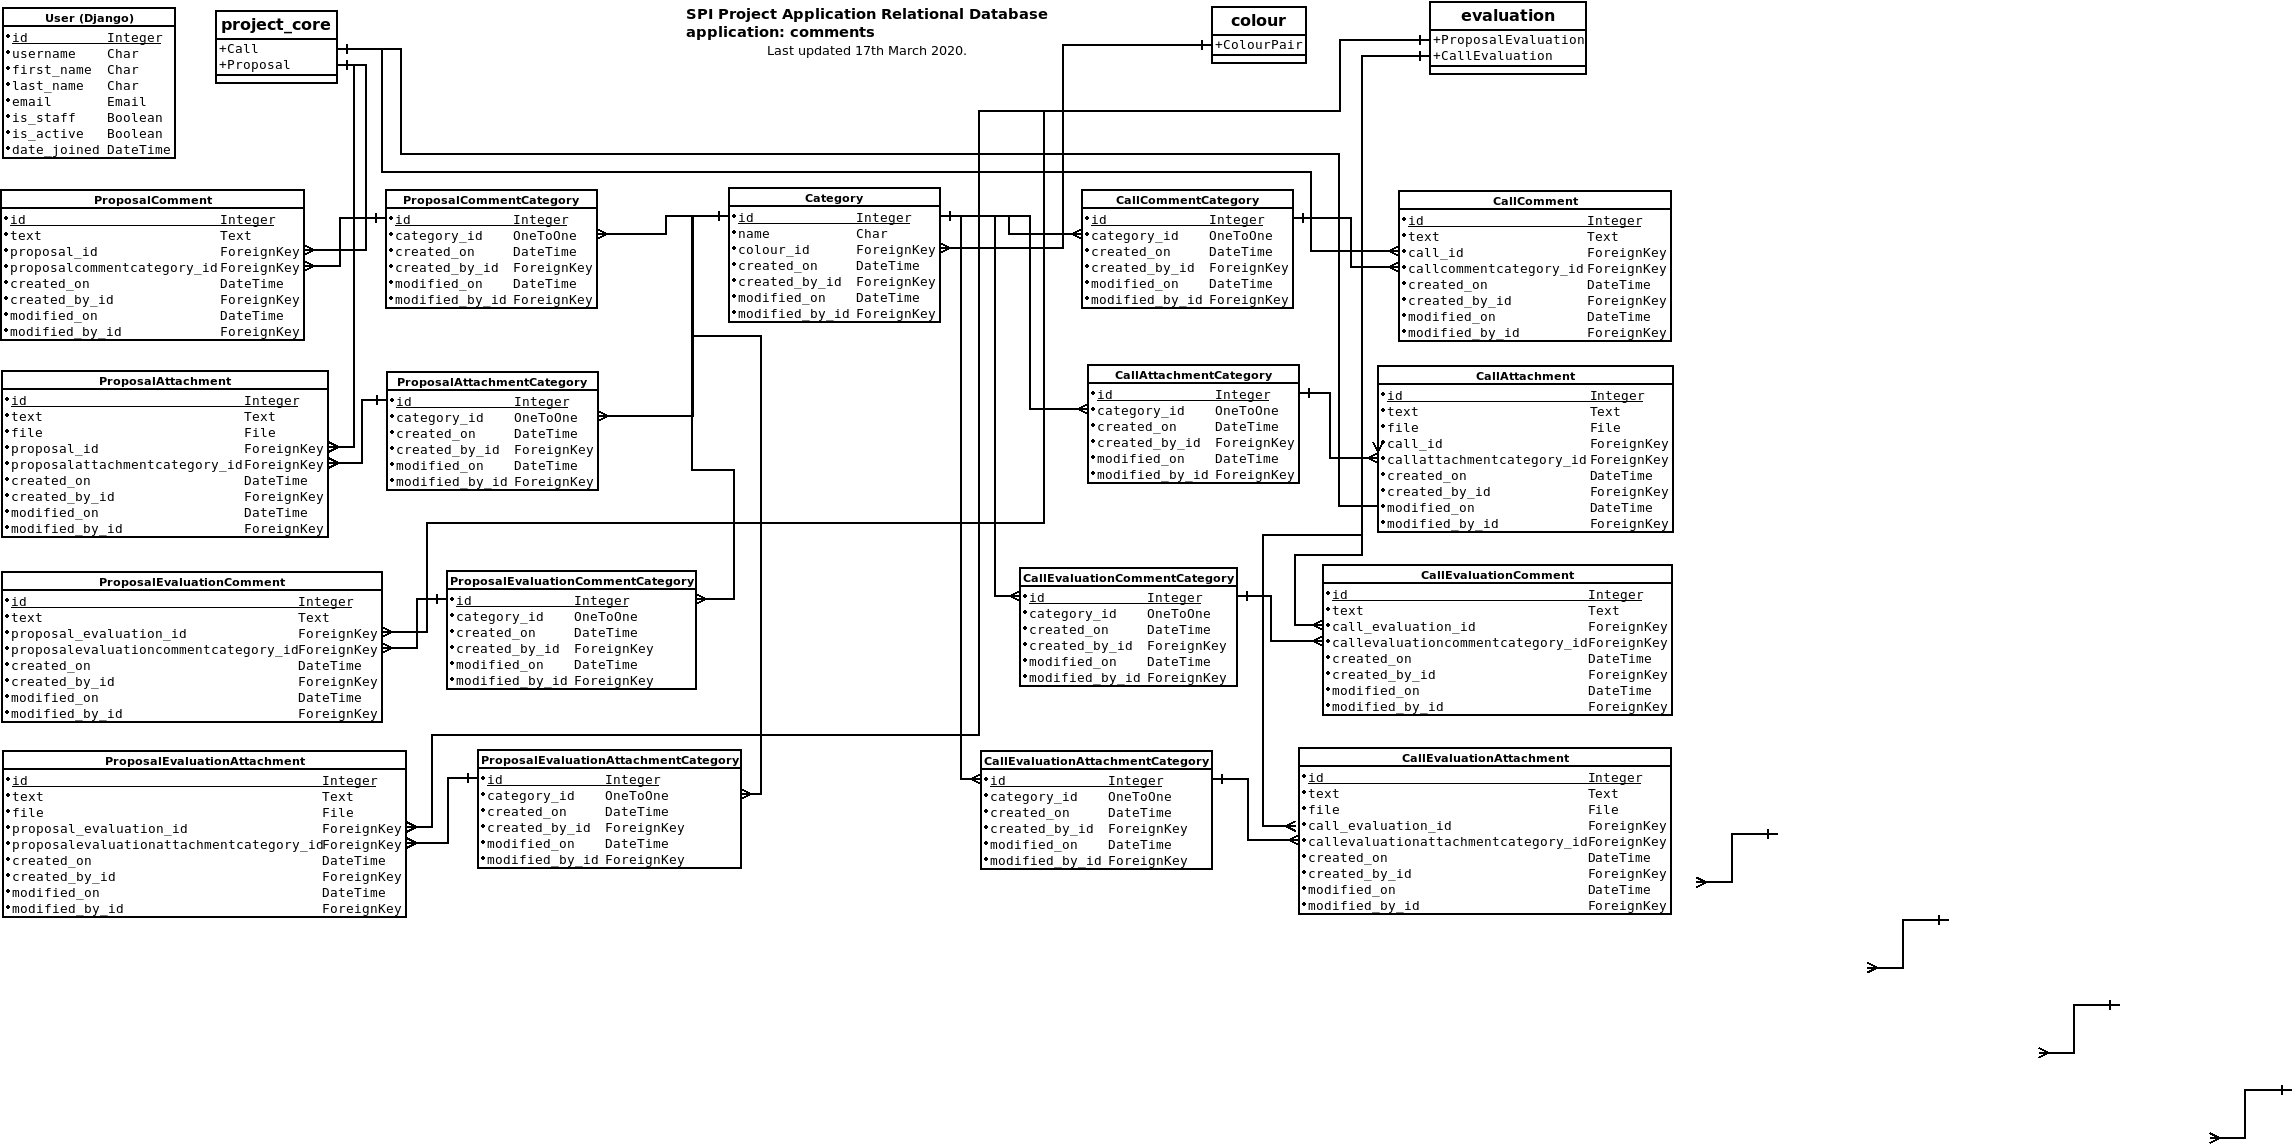 User (Django)
id Integer
username Char
first_name Char
last_name Char
email Email
is_staff Boolean
is_active Boolean
date_joined DateTime
project_core
+Call
+Proposal
SPI Project Application Relational Database
application: comments
Last updated 17th March 2020.
colour
+ColourPair
evaluation
+ProposalEvaluation
+CallEvaluation
ProposalComment
id Integer
text Text
proposal_id ForeignKey
proposalcommentcategory_id ForeignKey
created_on DateTime
created_by_id ForeignKey
modified_on DateTime
modified_by_id ForeignKey
ProposalCommentCategory
id Integer
category_id OneToOne
created_on DateTime
created_by_id ForeignKey
modified_on DateTime
modified_by_id ForeignKey
Category
id Integer
name Char
colour_id ForeignKey
created_on DateTime
created_by_id ForeignKey
modified_on DateTime
modified_by_id ForeignKey
CallCommentCategory
id Integer
category_id OneToOne
created_on DateTime
created_by_id ForeignKey
modified_on DateTime
modified_by_id ForeignKey
CallComment
id Integer
text Text
call_id ForeignKey
callcommentcategory_id ForeignKey
created_on DateTime
created_by_id ForeignKey
modified_on DateTime
modified_by_id ForeignKey
ProposalAttachment
id Integer
text Text
file File
proposal_id ForeignKey
proposalattachmentcategory_id ForeignKey
created_on DateTime
created_by_id ForeignKey
modified_on DateTime
modified_by_id ForeignKey
ProposalAttachmentCategory
id Integer
category_id OneToOne
created_on DateTime
created_by_id ForeignKey
modified_on DateTime
modified_by_id ForeignKey
CallAttachmentCategory
id Integer
category_id OneToOne
created_on DateTime
created_by_id ForeignKey
modified_on DateTime
modified_by_id ForeignKey
CallAttachment
id Integer
text Text
file File
call_id ForeignKey
callattachmentcategory_id ForeignKey
created_on DateTime
created_by_id ForeignKey
modified_on DateTime
modified_by_id ForeignKey
ProposalEvaluationComment
id Integer
text Text
proposal_evaluation_id ForeignKey
proposalevaluationcommentcategory_id ForeignKey
created_on DateTime
created_by_id ForeignKey
modified_on DateTime
modified_by_id ForeignKey
ProposalEvaluationCommentCategory
id Integer
category_id OneToOne
created_on DateTime
created_by_id ForeignKey
modified_on DateTime
modified_by_id ForeignKey
CallEvaluationCommentCategory
id Integer
category_id OneToOne
created_on DateTime
created_by_id ForeignKey
modified_on DateTime
modified_by_id ForeignKey
CallEvaluationComment
id Integer
text Text
call_evaluation_id ForeignKey
callevaluationcommentcategory_id ForeignKey
created_on DateTime
created_by_id ForeignKey
modified_on DateTime
modified_by_id ForeignKey
ProposalEvaluationAttachment
id Integer
text Text
file File
proposal_evaluation_id ForeignKey
proposalevaluationattachmentcategory_id ForeignKey
created_on DateTime
created_by_id ForeignKey
modified_on DateTime
modified_by_id ForeignKey
ProposalEvaluationAttachmentCategory
id Integer
category_id OneToOne
created_on DateTime
created_by_id ForeignKey
modified_on DateTime
modified_by_id ForeignKey
CallEvaluationAttachmentCategory
id Integer
category_id OneToOne
created_on DateTime
created_by_id ForeignKey
modified_on DateTime
modified_by_id ForeignKey
CallEvaluationAttachment
id Integer
text Text
file File
call_evaluation_id ForeignKey
callevaluationattachmentcategory_id ForeignKey
created_on DateTime
created_by_id ForeignKey
modified_on DateTime
modified_by_id ForeignKey